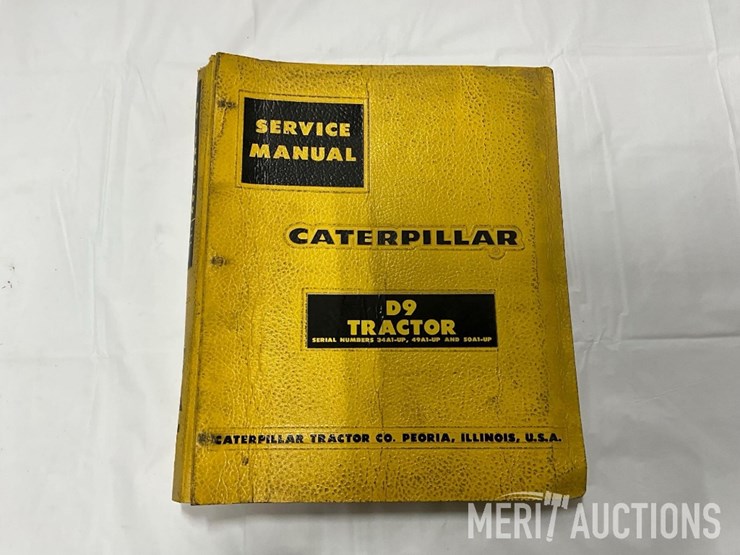 SERVICE
MANUAL
CATERPILLAR
D9
TRACTOR
SERIAL NUMBERS 34A1-UP, 49A1-UP AND 50A1-UP
CATERPILLAR TRACTOR CO. PEORIA, ILLINOIS, U.S.A.
MERIT AUCTIONS